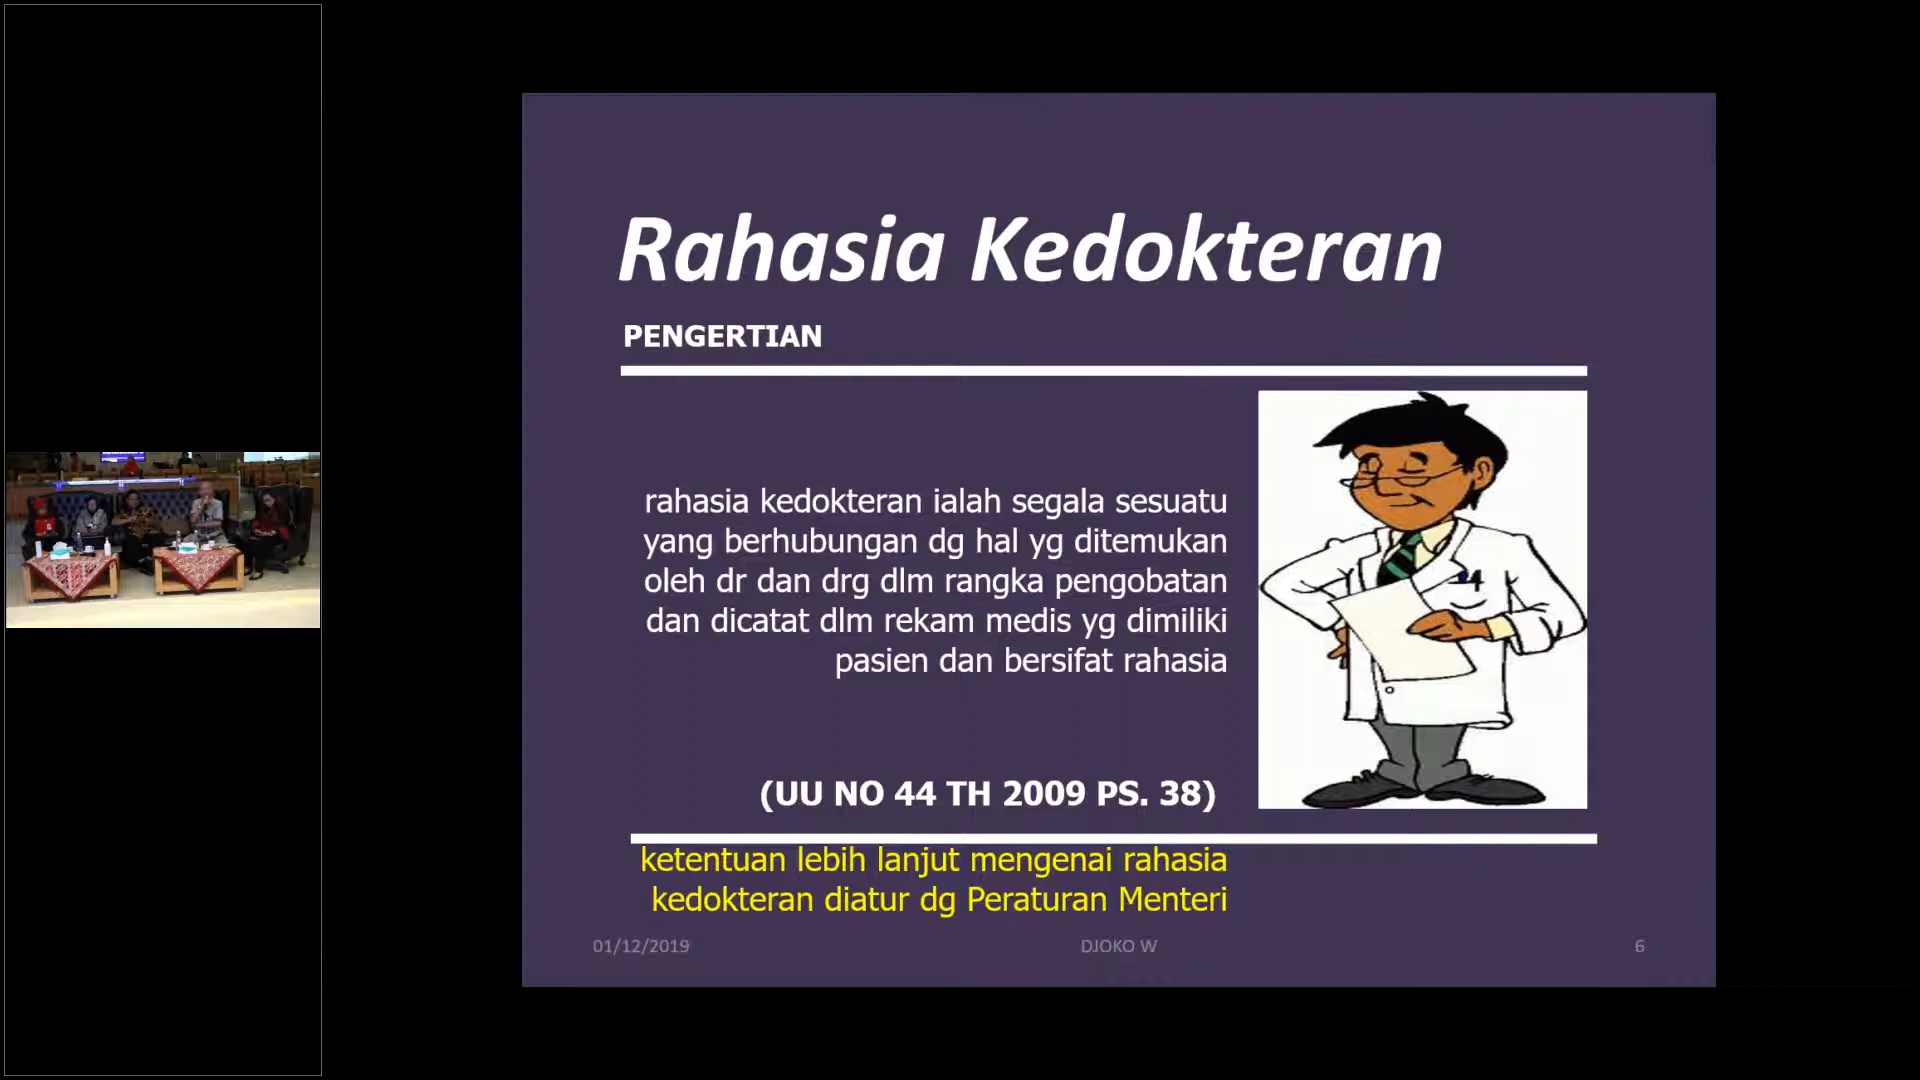 Rahasia Kedokteran
PENGERTIAN
rahasia kedokteran ialah segala sesuatu
yang berhubungan dg hal yg ditemukan
oleh dr dan drg dlm rangka pengobatan
dan dicatat dlm rekam medis yg dimiliki
pasien dan bersifat rahasia
(UU NO 44 TH 2009 PS. 38)
ketentuan lebih lanjut mengenai rahasia
kedokteran diatur dg Peraturan Menteri
01/12/2019
DJOKO W
6